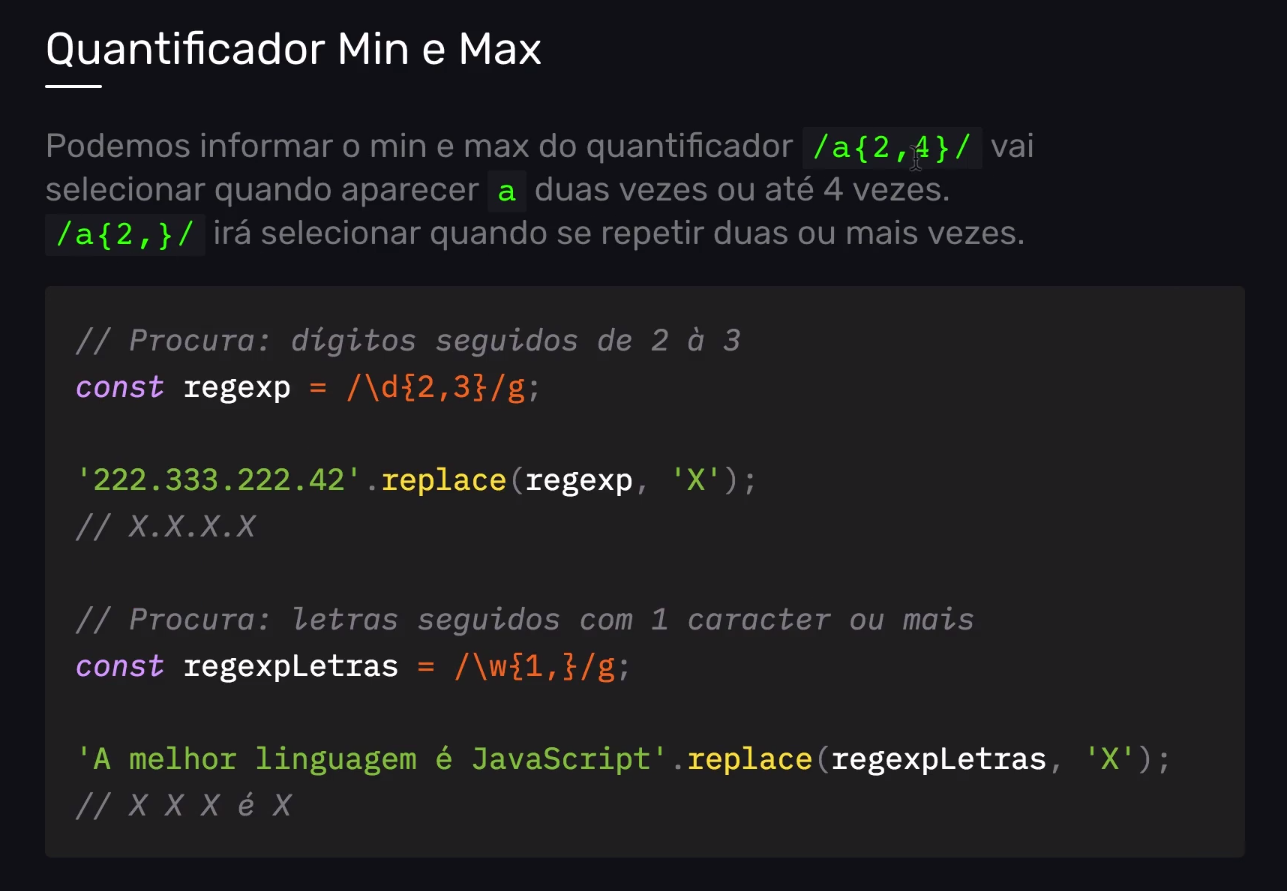 Quantificador Min e Max
Podemos informar o min e max do quantificador /a{2,4}/ vai
selecionar quando aparecer a duas vezes ou até 4 vezes.
/a{2,}/ irá selecionar quando se repetir duas ou mais vezes.
// Procura: dígitos seguidos de 2 à 3
const regexp = /\d{2,3}/g;
'222.333.222.42'.replace(regexp, 'X');
// X.X.X.X
// Procura: letras seguidos com 1 caracter ou mais
const regexpLetras = /\w{1,}/g;
'A melhor linguagem é JavaScript'.replace(regexpLetras, 'X');
// X X X é X